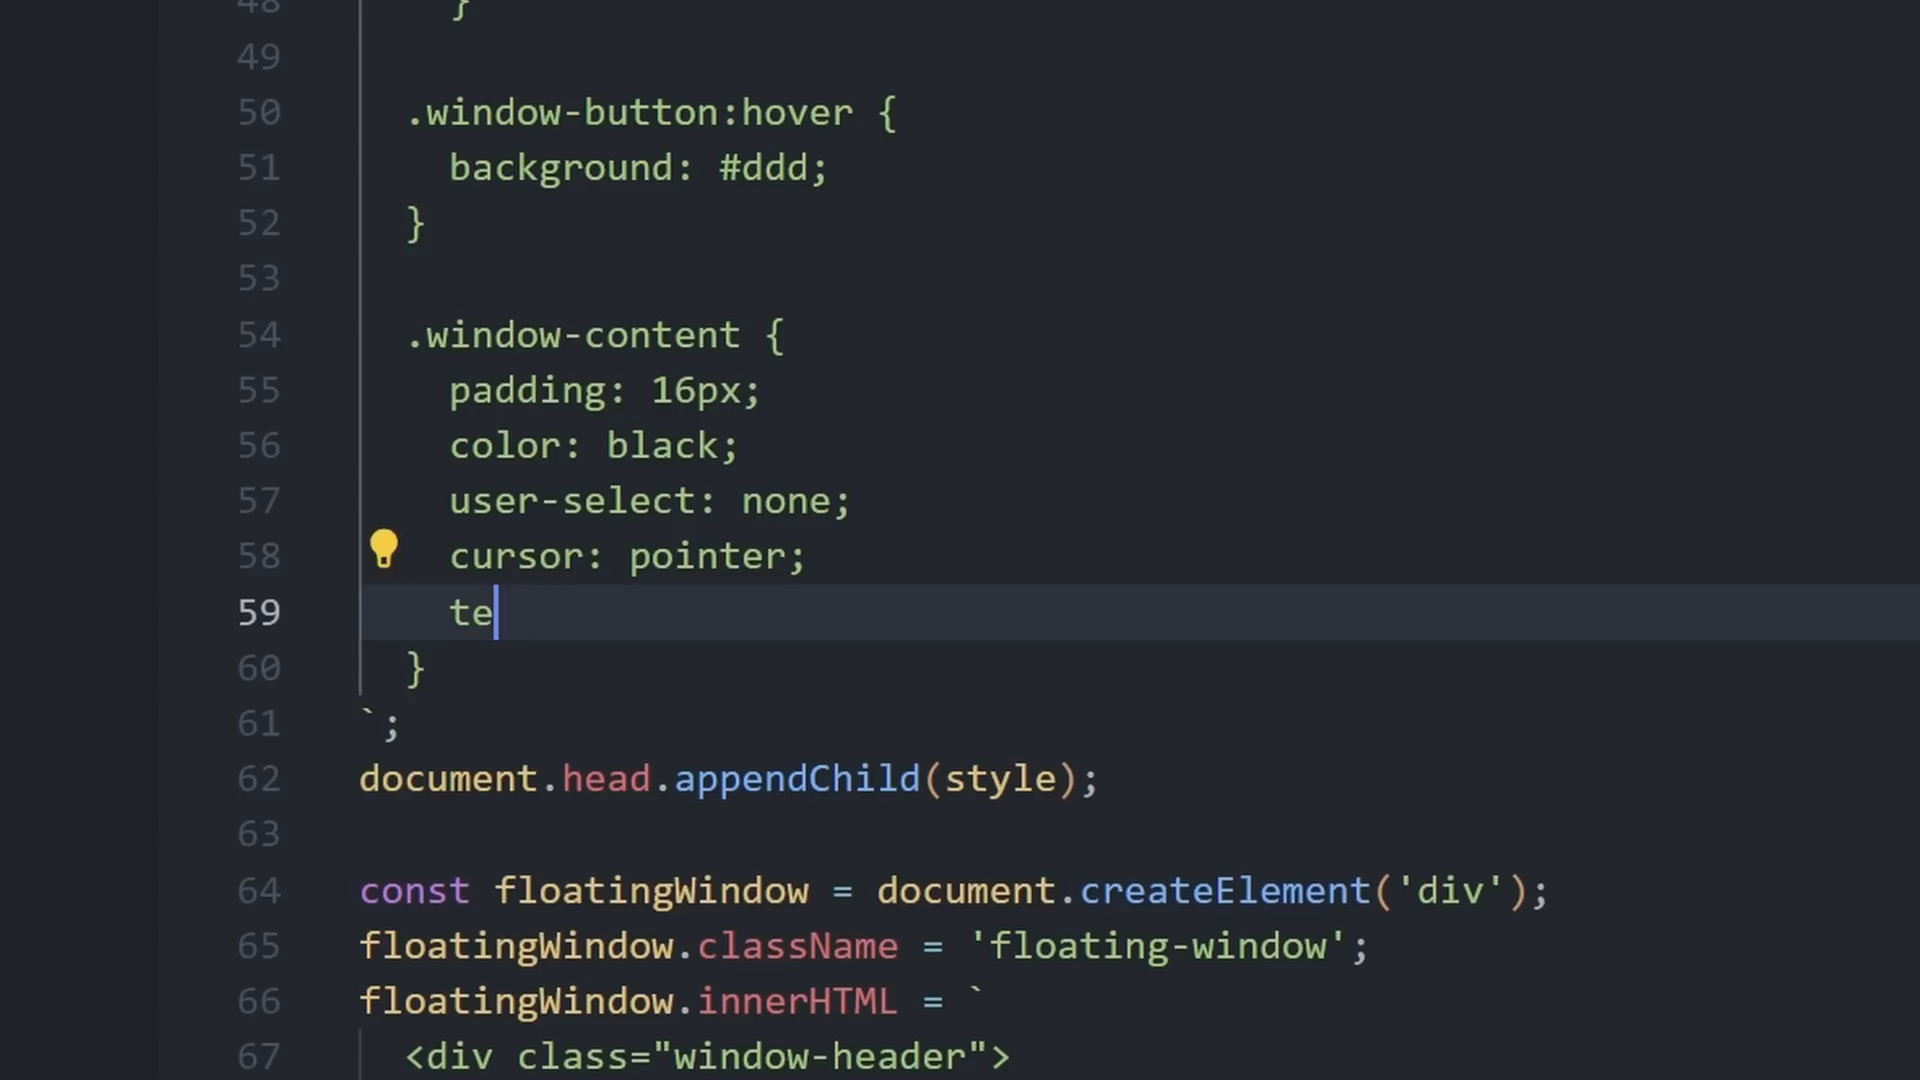 48 }
49
50 .window-button:hover {
51 background: #ddd;
52 }
53
54 .window-content {
55 padding: 16px;
56 color: black;
57 user-select: none;
58 cursor: pointer;
59 te
60 }
61 `;
62 document.head.appendChild(style);
63
64 const floatingWindow = document.createElement('div');
65 floatingWindow.className = 'floating-window';
66 floatingWindow.innerHTML = `
67 <div class="window-header">